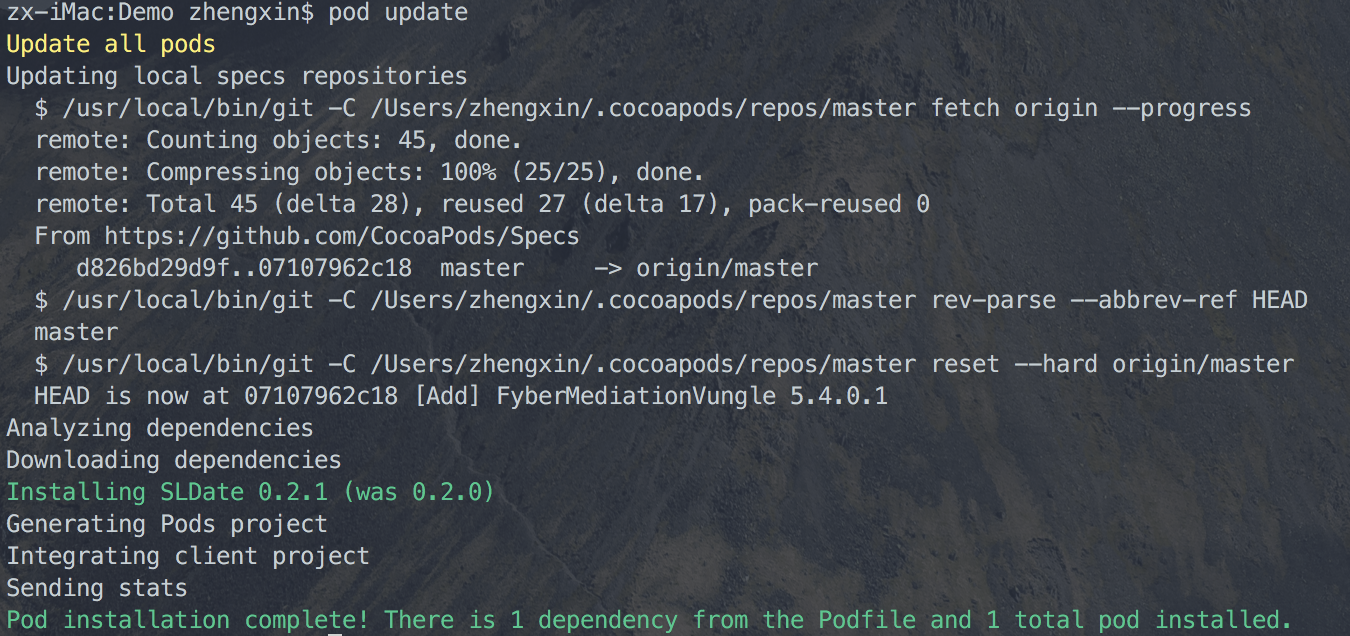 zx-iMac:Demo zhengxin$ pod update
Update all pods
Updating local specs repositories
$ /usr/local/bin/git -C /Users/zhengxin/.cocoapods/repos/master fetch origin --progress
remote: Counting objects: 45, done.
remote: Compressing objects: 100% (25/25), done.
remote: Total 45 (delta 28), reused 27 (delta 17), pack-reused 0
From https://github.com/CocoaPods/Specs
d826bd29d9f..07107962c18  master     -> origin/master
$ /usr/local/bin/git -C /Users/zhengxin/.cocoapods/repos/master rev-parse --abbrev-ref HEAD
master
$ /usr/local/bin/git -C /Users/zhengxin/.cocoapods/repos/master reset --hard origin/master
HEAD is now at 07107962c18 [Add] FyberMediationVungle 5.4.0.1
Analyzing dependencies
Downloading dependencies
Installing SLDate 0.2.1 (was 0.2.0)
Generating Pods project
Integrating client project
Sending stats
Pod installation complete! There is 1 dependency from the Podfile and 1 total pod installed.